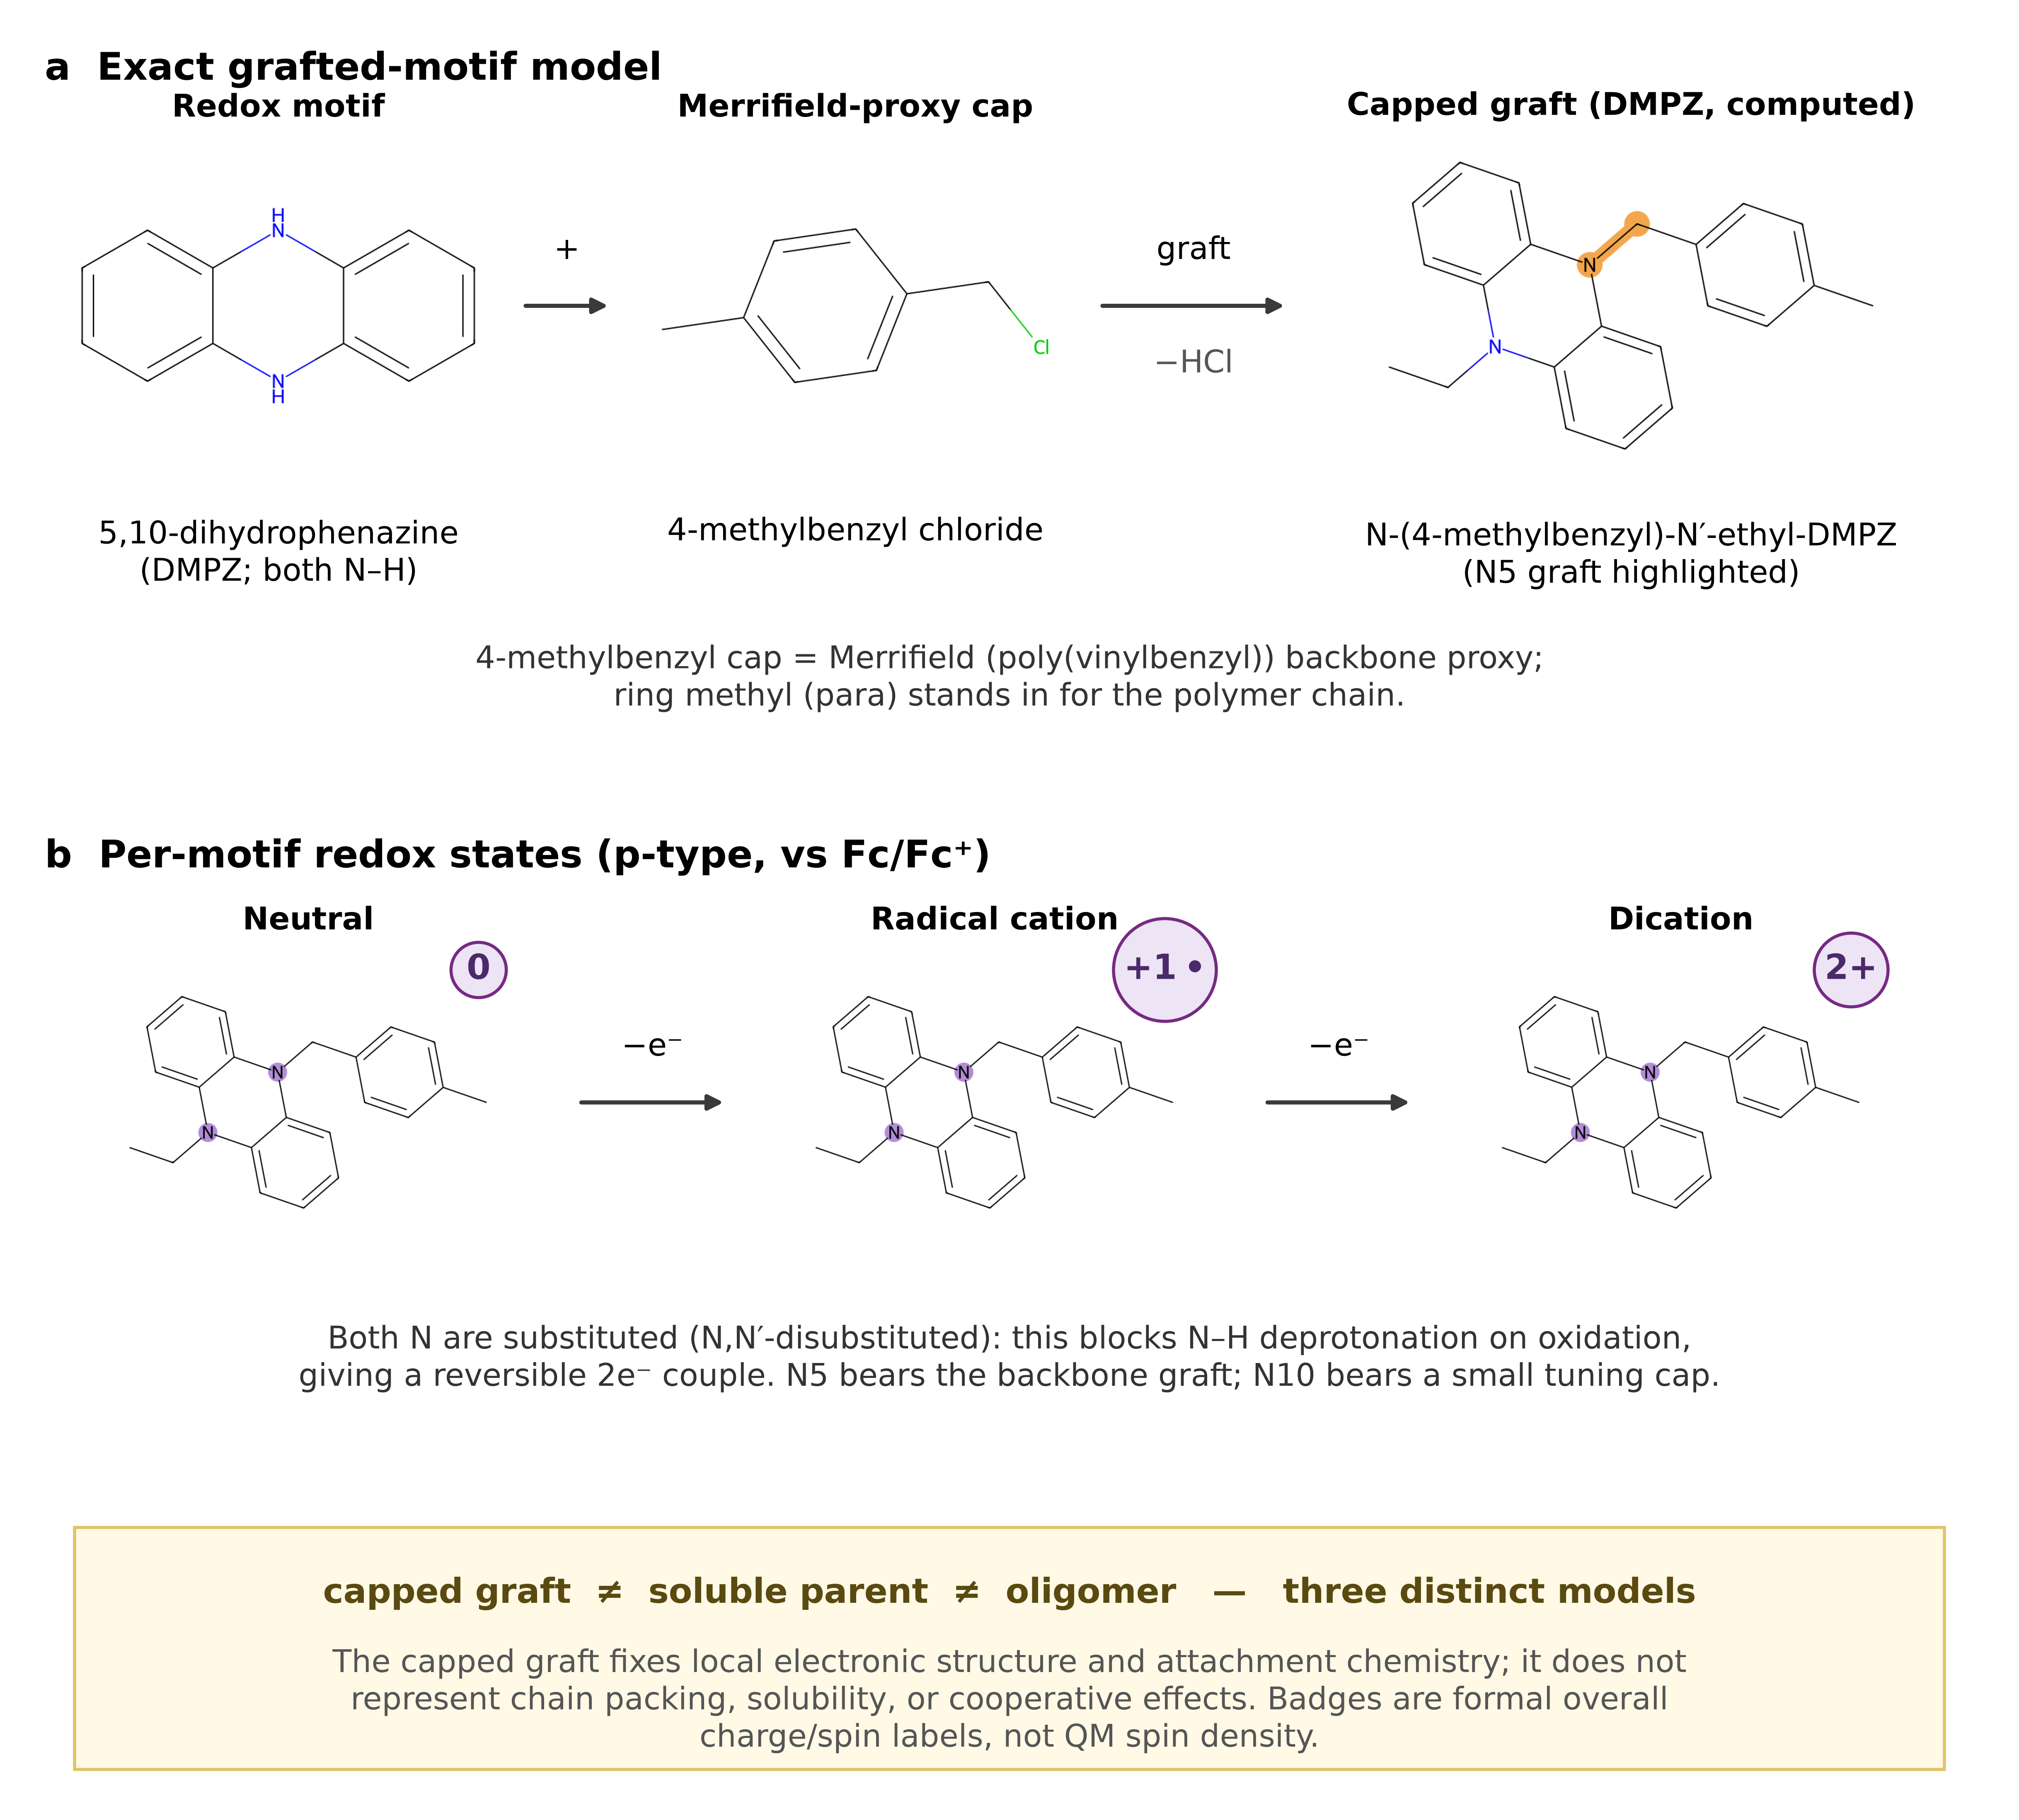 a Exact grafted-motif model
Redox motif
Merrifield-proxy cap
Capped graft (DMPZ, computed)
H
N
N
H
+
Cl
graft
−HCl
N
N
5,10-dihydrophenazine
(DMPZ; both N–H)
4-methylbenzyl chloride
N-(4-methylbenzyl)-N′-ethyl-DMPZ
(N5 graft highlighted)
4-methylbenzyl cap = Merrifield (poly(vinylbenzyl)) backbone proxy;
ring methyl (para) stands in for the polymer chain.
b Per-motif redox states (p-type, vs Fc/Fc⁺)
Neutral
Radical cation
Dication
0
+1 •
2+
N
N
−e⁻
N
N
−e⁻
N
N
Both N are substituted (N,N′-disubstituted): this blocks N–H deprotonation on oxidation,
giving a reversible 2e⁻ couple. N5 bears the backbone graft; N10 bears a small tuning cap.
capped graft ≠ soluble parent ≠ oligomer — three distinct models
The capped graft fixes local electronic structure and attachment chemistry; it does not
represent chain packing, solubility, or cooperative effects. Badges are formal overall
charge/spin labels, not QM spin density.